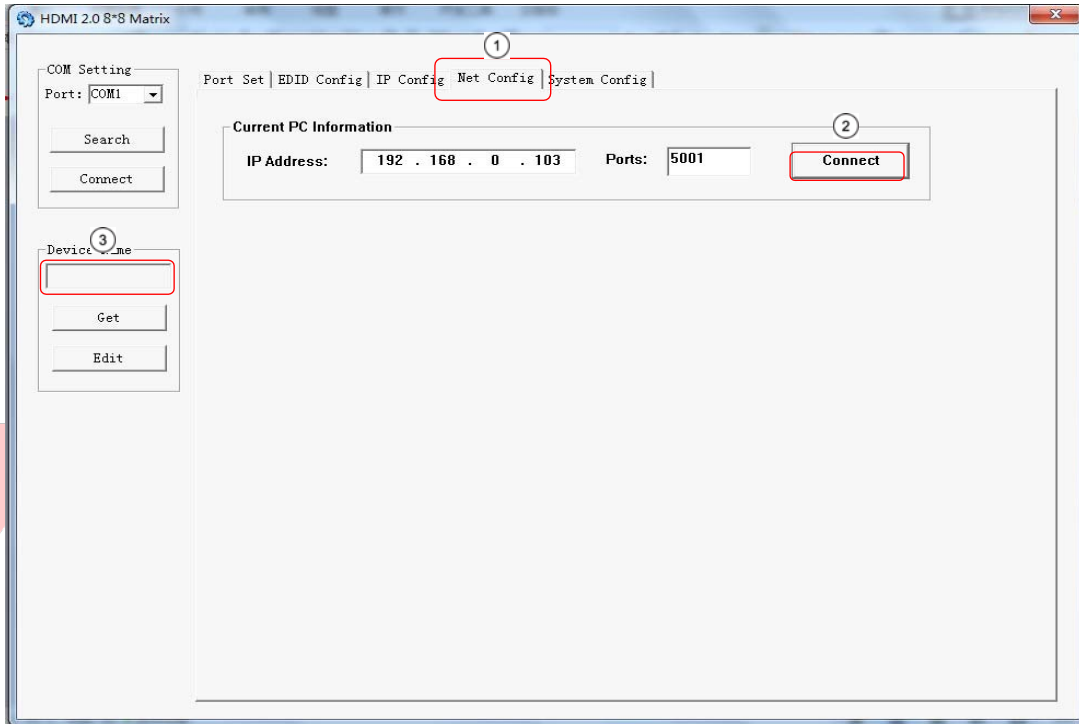 HDMI 2.0 8*8 Matrix
x
1
COM Setting
Port: COM1
Search
Connect
Port Set EDID Config IP Config Net Config System Config
Current PC Information
2
IP Address: 192 . 168 . 0 . 103 Ports: 5001 Connect
3
Device me
Get
Edit